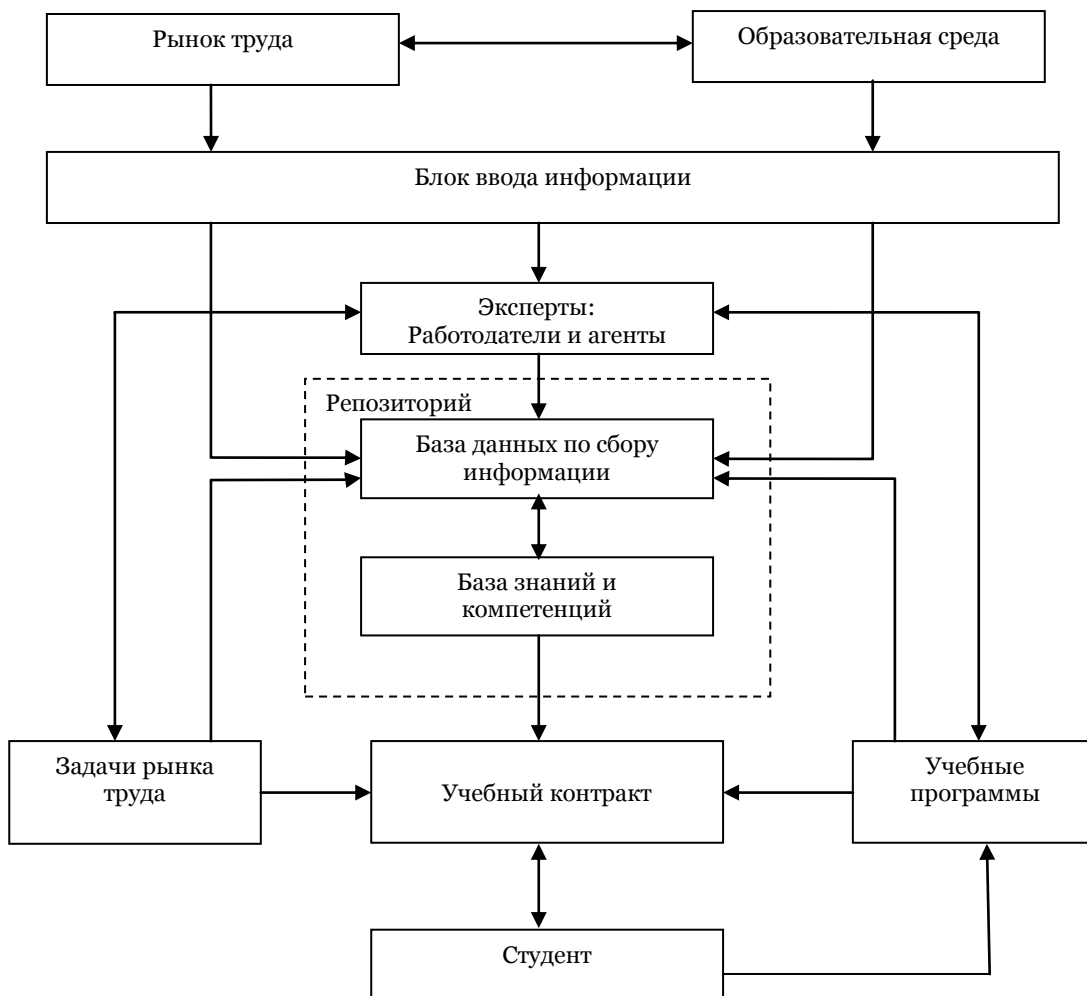 Рынок труда
Образовательная среда
Блок ввода информации
Эксперты:
Работодатели и агенты
Репозиторий
База данных по сбору
информации
База знаний и
компетенций
Задачи рынка
труда
Учебный контракт
Учебные
программы
Студент